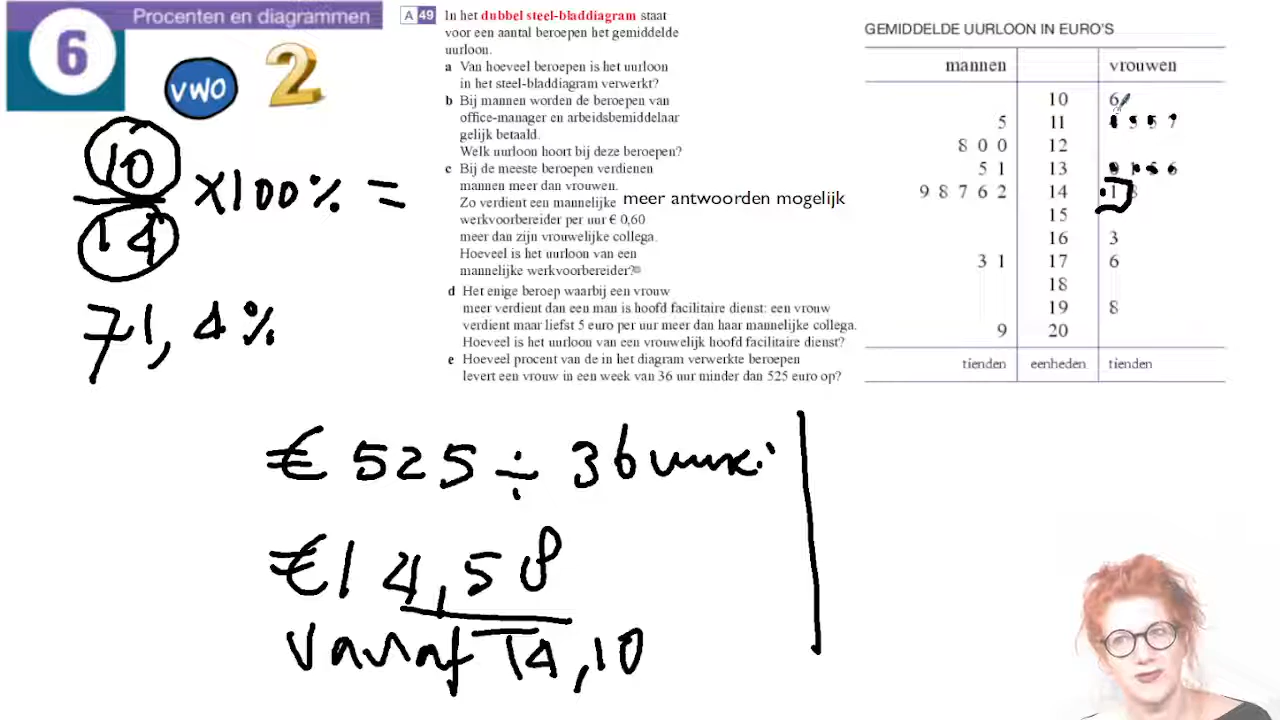 6
Procenten en diagrammen
vwo
2
10
14
×100% =
71,4%
A 49 In het dubbel steel-bladdiagram staat
voor een aantal beroepen het gemiddelde
uurloon.
a Van hoeveel beroepen is het uurloon
in het steel-bladdiagram verwerkt?
b Bij mannen worden de beroepen van
office-manager en arbeidsbemiddelaar
gelijk betaald.
Welk uurloon hoort bij deze beroepen?
c Bij de meeste beroepen verdienen
mannen meer dan vrouwen.
Zo verdient een mannelijke
werkvoorbereider per uur € 0,60
meer dan zijn vrouwelijke collega.
Hoeveel is het uurloon van een
mannelijke werkvoorbereider?
meer antwoorden mogelijk
d Het enige beroep waarbij een vrouw
meer verdient dan een man is hoofd facilitaire dienst: een vrouw
verdient maar liefst 5 euro per uur meer dan haar mannelijke collega.
Hoeveel is het uurloon van een vrouwelijk hoofd facilitaire dienst?
e Hoeveel procent van de in het diagram verwerkte beroepen
levert een vrouw in een week van 36 uur minder dan 525 euro op?
GEMIDDELDE UURLOON IN EURO'S
mannen vrouwen
10 6
5 11 5 5 7
8 0 0 12
5 1 13 6
9 8 7 6 2 14 1 8
15
16 3
3 1 17 6
18
19 8
9 20
tienden eenheden tienden
€ 525 ÷ 36 uur
€14,58
vanaf 14,10